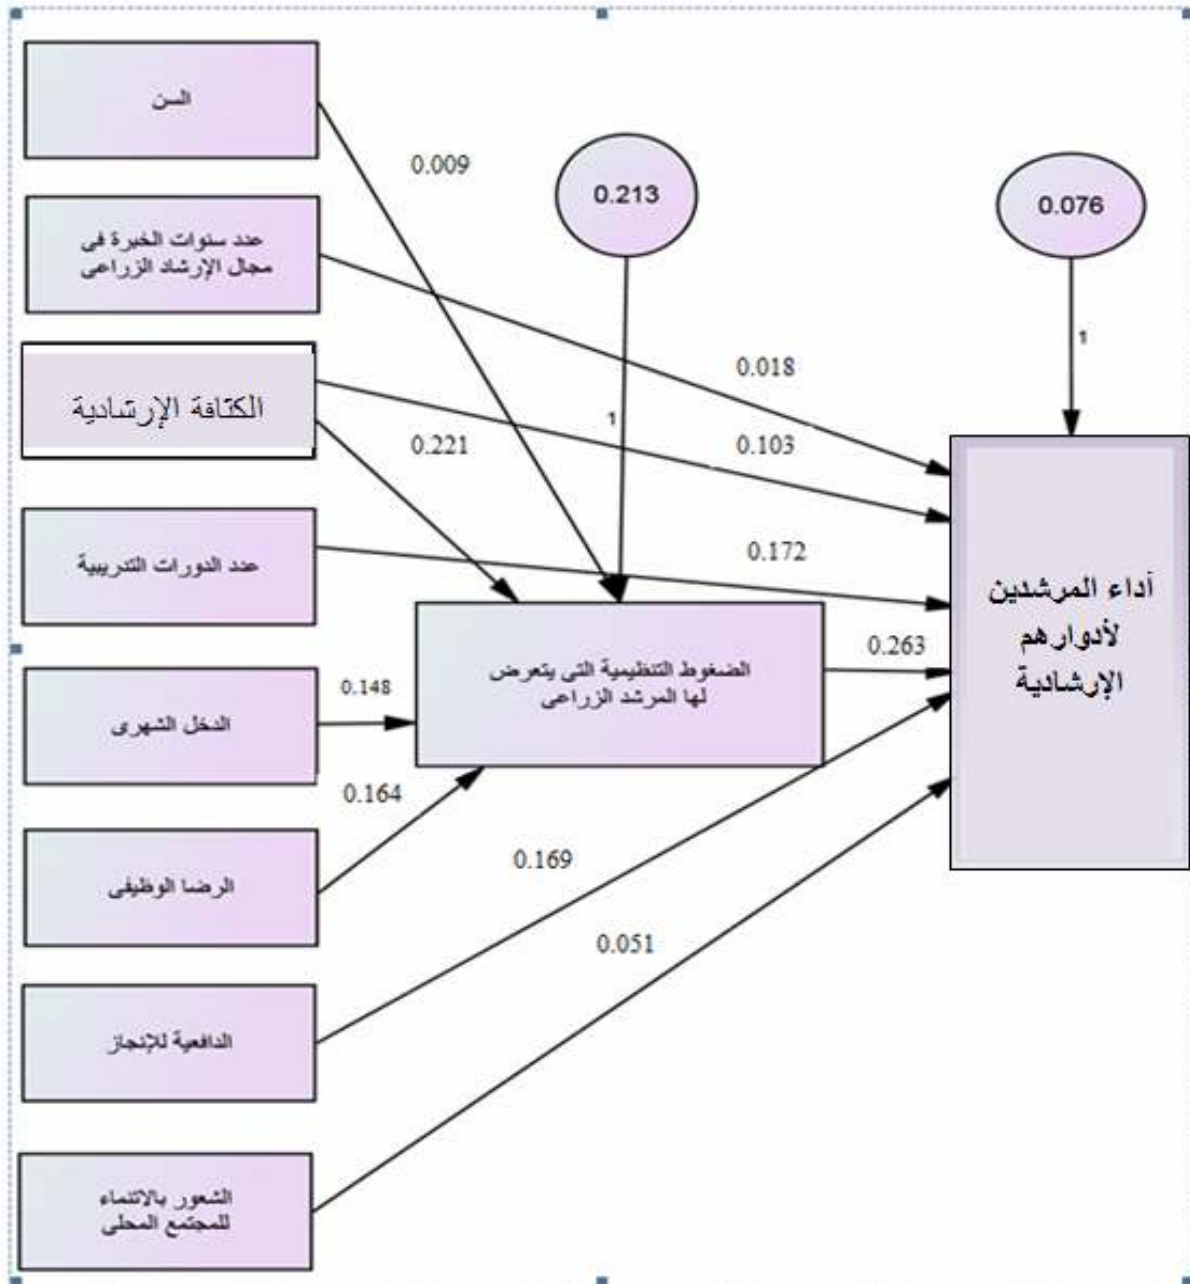 السن
0.009
0.213
0.076
عدد سنوات الخبرة فى
مجال الإرشاد الزراعى
1
0.018
الكثافة الإرشادية
1
0.221
0.103
عدد الدورات التدريبية
0.172
أداء المرشدين
لأدوارهم
الإرشادية
0.263
الضغوط التنظيمية التى يتعرض
لها المرشد الزراعى
0.148
الدخل الشهرى
0.164
الرضا الوظيفى
0.169
0.051
الدافعية للإنجاز
الشعور بالانتماء
للمجتمع المحلى